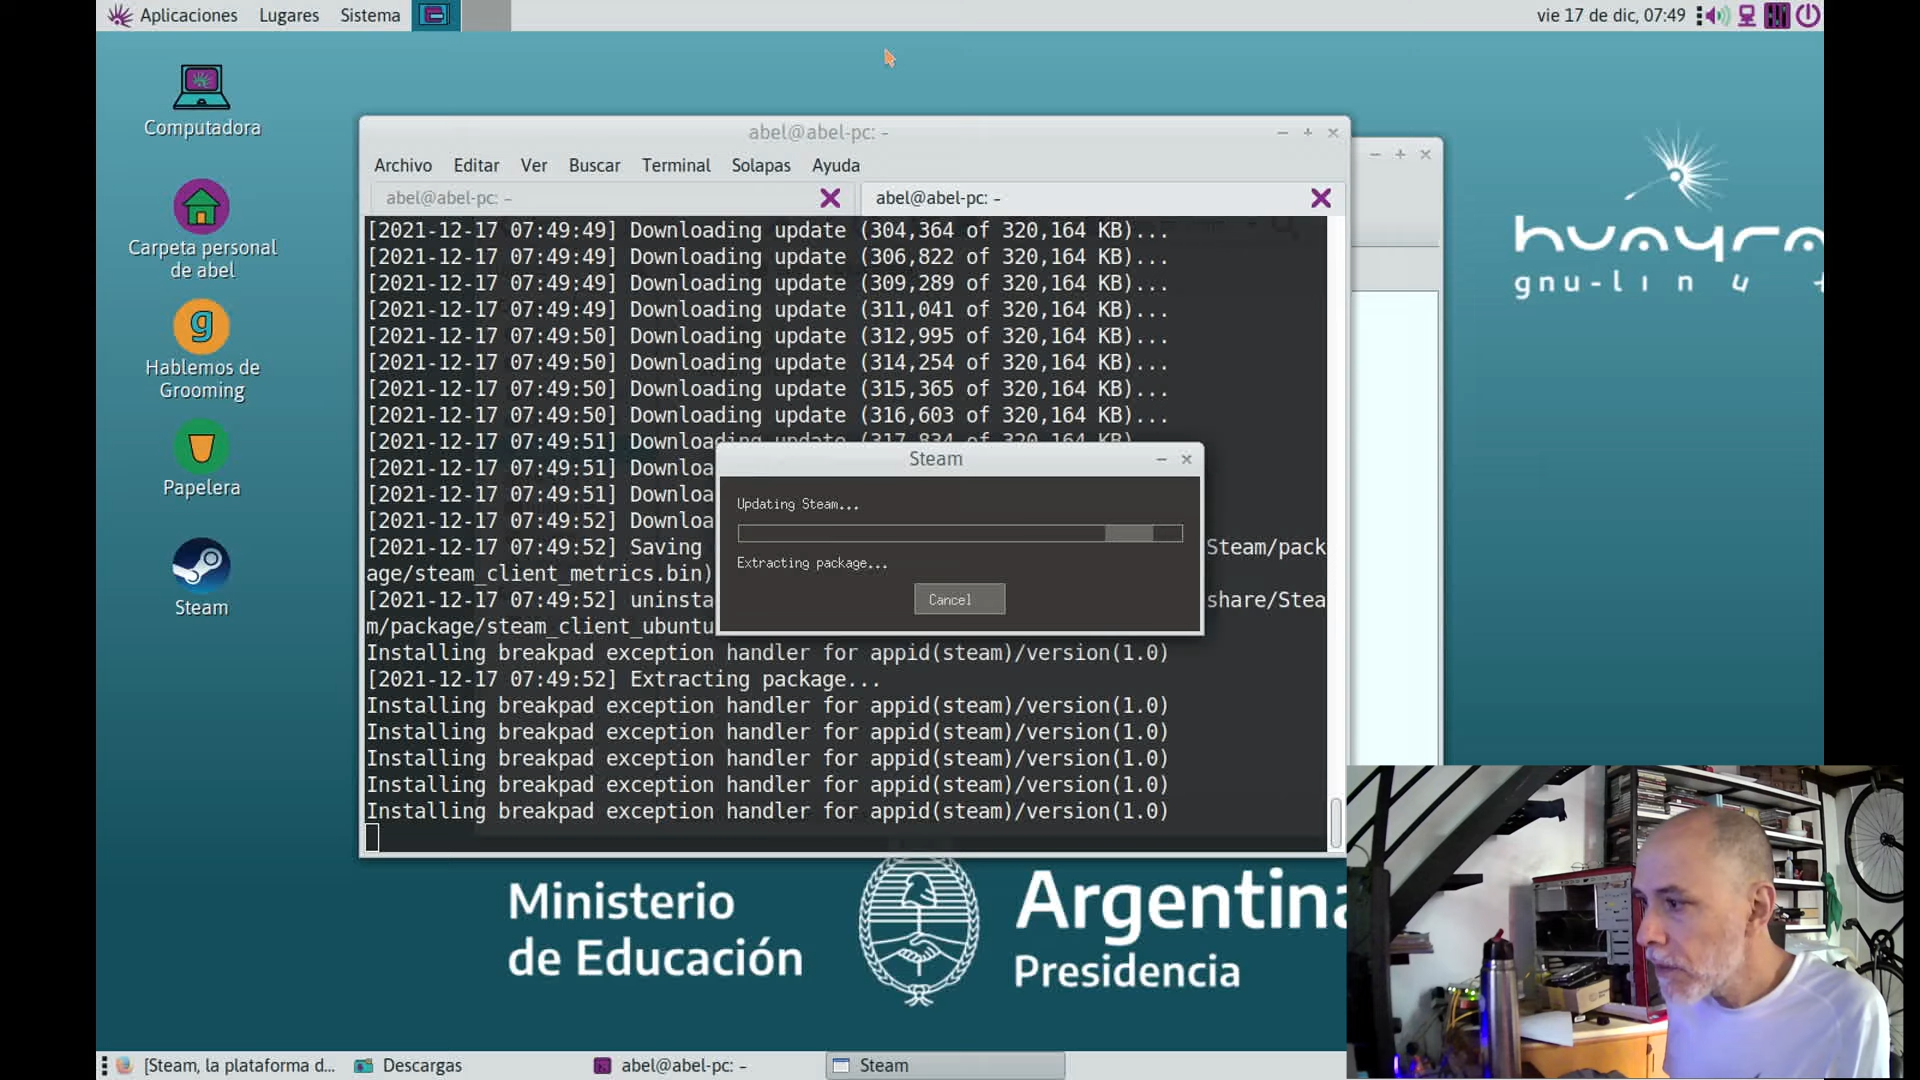 Aplicaciones Lugares Sistema
vie 17 de dic, 07:49
Computadora
Carpeta personal
de abel
Hablemos de
Grooming
Papelera
Steam
abel@abel-pc: ~
Archivo Editar Ver Buscar Terminal Solapas Ayuda
abel@abel-pc: ~
abel@abel-pc: ~
[2021-12-17 07:49:49] Downloading update (304,364 of 320,164 KB)...
[2021-12-17 07:49:49] Downloading update (306,822 of 320,164 KB)...
[2021-12-17 07:49:49] Downloading update (309,289 of 320,164 KB)...
[2021-12-17 07:49:49] Downloading update (311,041 of 320,164 KB)...
[2021-12-17 07:49:50] Downloading update (312,995 of 320,164 KB)...
[2021-12-17 07:49:50] Downloading update (314,254 of 320,164 KB)...
[2021-12-17 07:49:50] Downloading update (315,365 of 320,164 KB)...
[2021-12-17 07:49:50] Downloading update (316,603 of 320,164 KB)...
[2021-12-17 07:49:51] Downloading update (317,834 of 320,164 KB)
[2021-12-17 07:49:51] Downloa
[2021-12-17 07:49:51] Downloa
[2021-12-17 07:49:52] Downloa
[2021-12-17 07:49:52] Saving Steam/pack
age/steam_client_metrics.bin)
[2021-12-17 07:49:52] uninsta share/Stea
m/package/steam_client_ubuntu
Installing breakpad exception handler for appid(steam)/version(1.0)
[2021-12-17 07:49:52] Extracting package...
Installing breakpad exception handler for appid(steam)/version(1.0)
Installing breakpad exception handler for appid(steam)/version(1.0)
Installing breakpad exception handler for appid(steam)/version(1.0)
Installing breakpad exception handler for appid(steam)/version(1.0)
Installing breakpad exception handler for appid(steam)/version(1.0)
Steam
Updating Steam...
Extracting package...
Cancel
huayra
gnu-linu
Ministerio
de Educación
Argentina
Presidencia
[Steam, la plataforma d... Descargas abel@abel-pc: ~ Steam